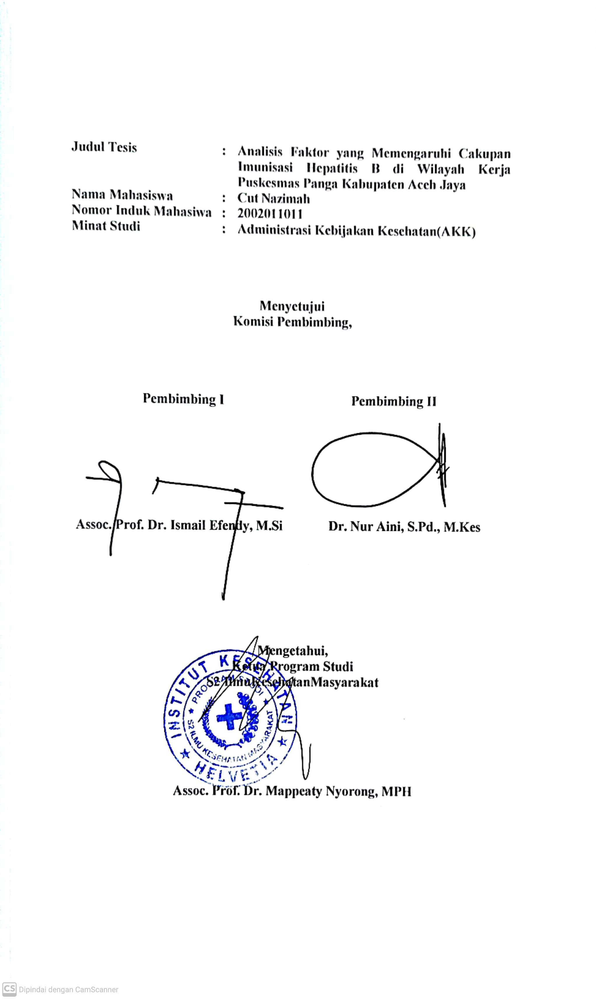 Judul Tesis : Analisis Faktor yang Memengaruhi Cakupan
Imunisasi Hepatitis B di Wilayah Kerja
Puskesmas Panga Kabupaten Aceh Jaya
Nama Mahasiswa : Cut Nazimah
Nomor Induk Mahasiwa : 2002011011
Minat Studi : Administrasi Kebijakan Kesehatan(AKK)
Menyetujui
Komisi Pembimbing,
Pembimbing I
Pembimbing II
Assoc. Prof. Dr. Ismail Efendy, M.Si
Dr. Nur Aini, S.Pd., M.Kes
Mengetahui,
Ketua Program Studi
S2 IlmuKesehatanMasyarakat
INSTITUT KESEHATAN
HELVETIA
PROGRAM STUDI
S2 ILMU KESEHATAN MASYARAKAT
Assoc. Prof. Dr. Mappeaty Nyorong, MPH
CS Dipindai dengan CamScanner